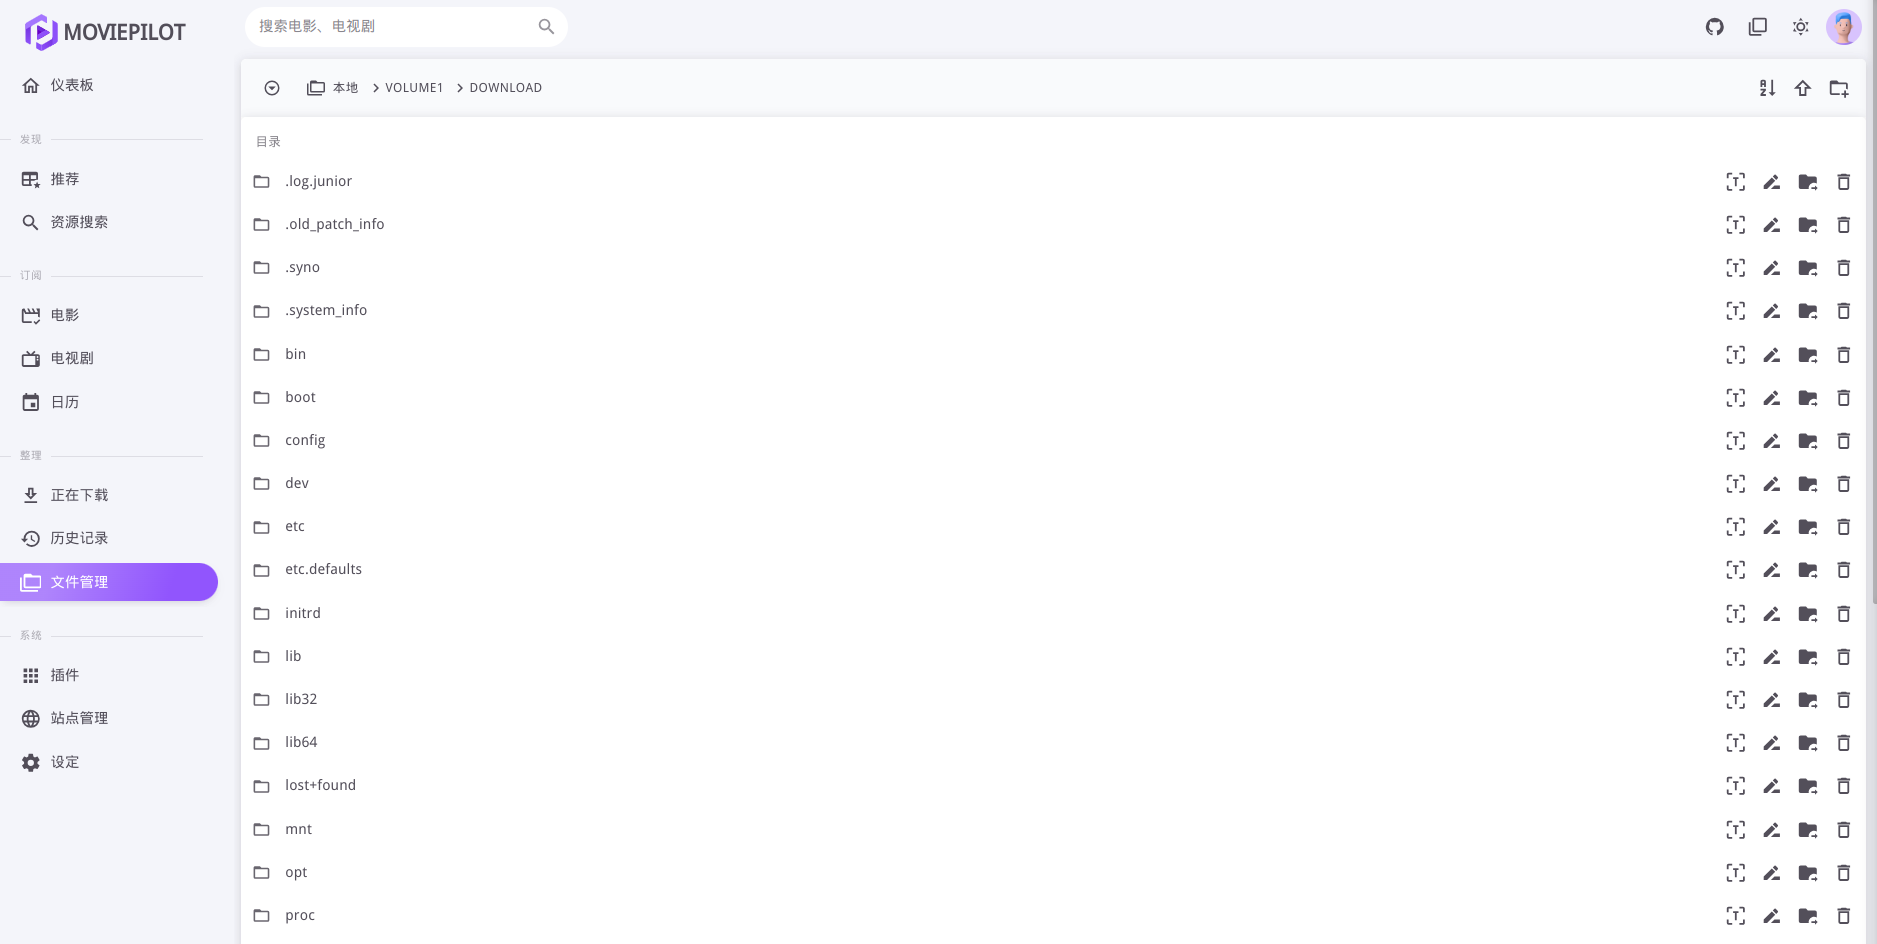 MOVIEPILOT
搜索电影、电视剧
仪表板
发现
推荐
资源搜索
订阅
电影
电视剧
日历
整理
正在下载
历史记录
文件管理
系统
插件
站点管理
设定
本地 > VOLUME1 > DOWNLOAD
目录
.log.junior
.old_patch_info
.syno
.system_info
bin
boot
config
dev
etc
etc.defaults
initrd
lib
lib32
lib64
lost+found
mnt
opt
proc